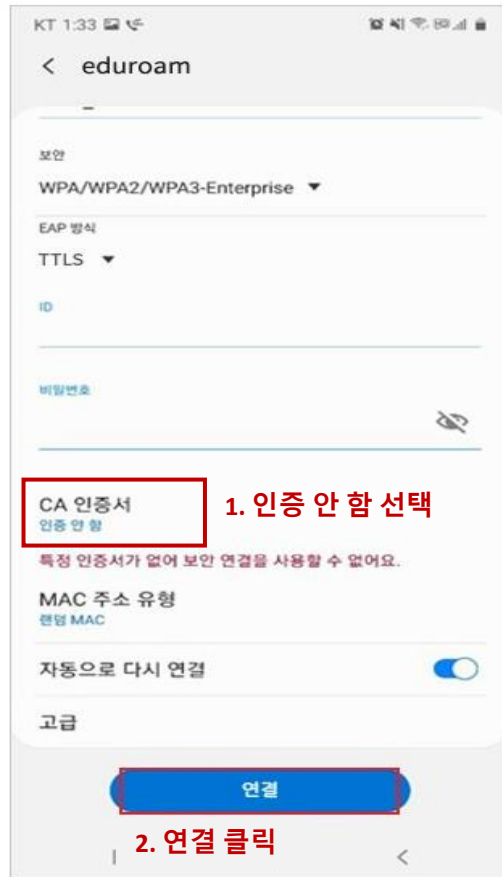 KT 1:33
eduroam
보안
WPA/WPA2/WPA3-Enterprise
EAP 방식
TTLS
ID
비밀번호
CA 인증서
인증 안 함
1. 인증 안 함 선택
특정 인증서가 없어 보안 연결을 사용할 수 없어요.
MAC 주소 유형
랜덤 MAC
자동으로 다시 연결
고급
연결
2. 연결 클릭